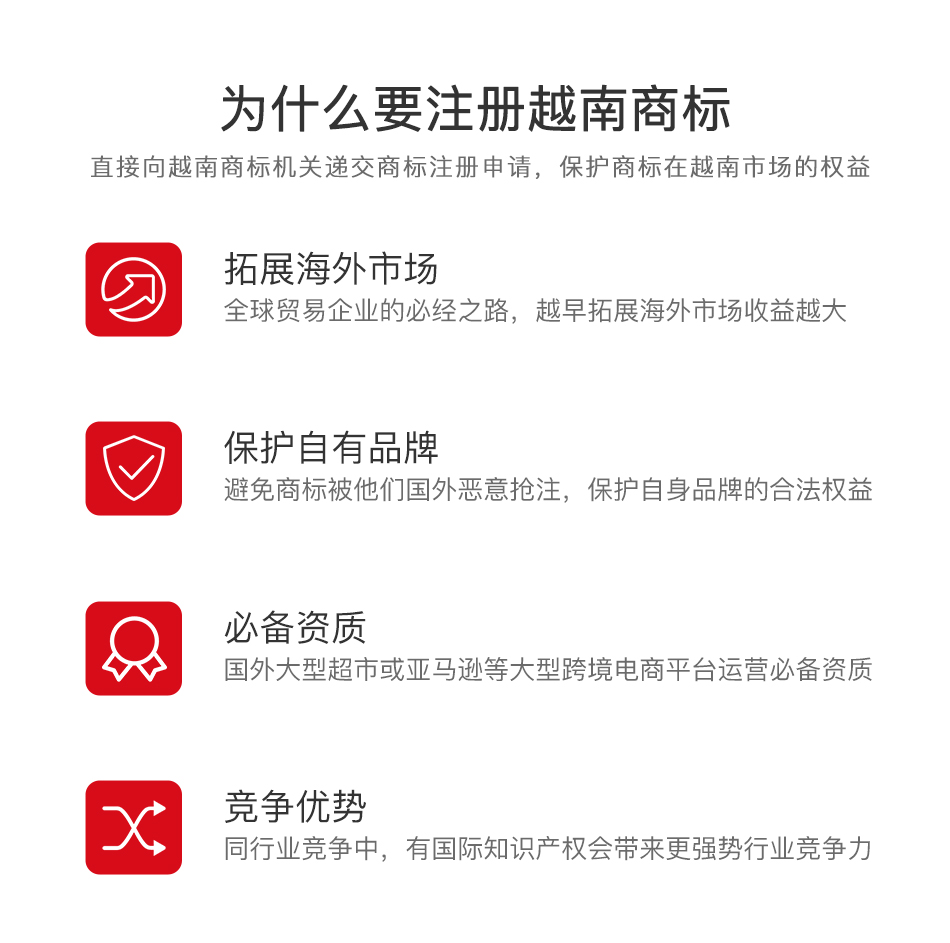 为什么要注册越南商标
直接向越南商标机关递交商标注册申请，保护商标在越南市场的权益
拓展海外市场
全球贸易企业的必经之路，越早拓展海外市场收益越大
保护自有品牌
避免商标被他们国外恶意抢注，保护自身品牌的合法权益
必备资质
国外大型超市或亚马逊等大型跨境电商平台运营必备资质
竞争优势
同行业竞争中，有国际知识产权会带来更强势行业竞争力